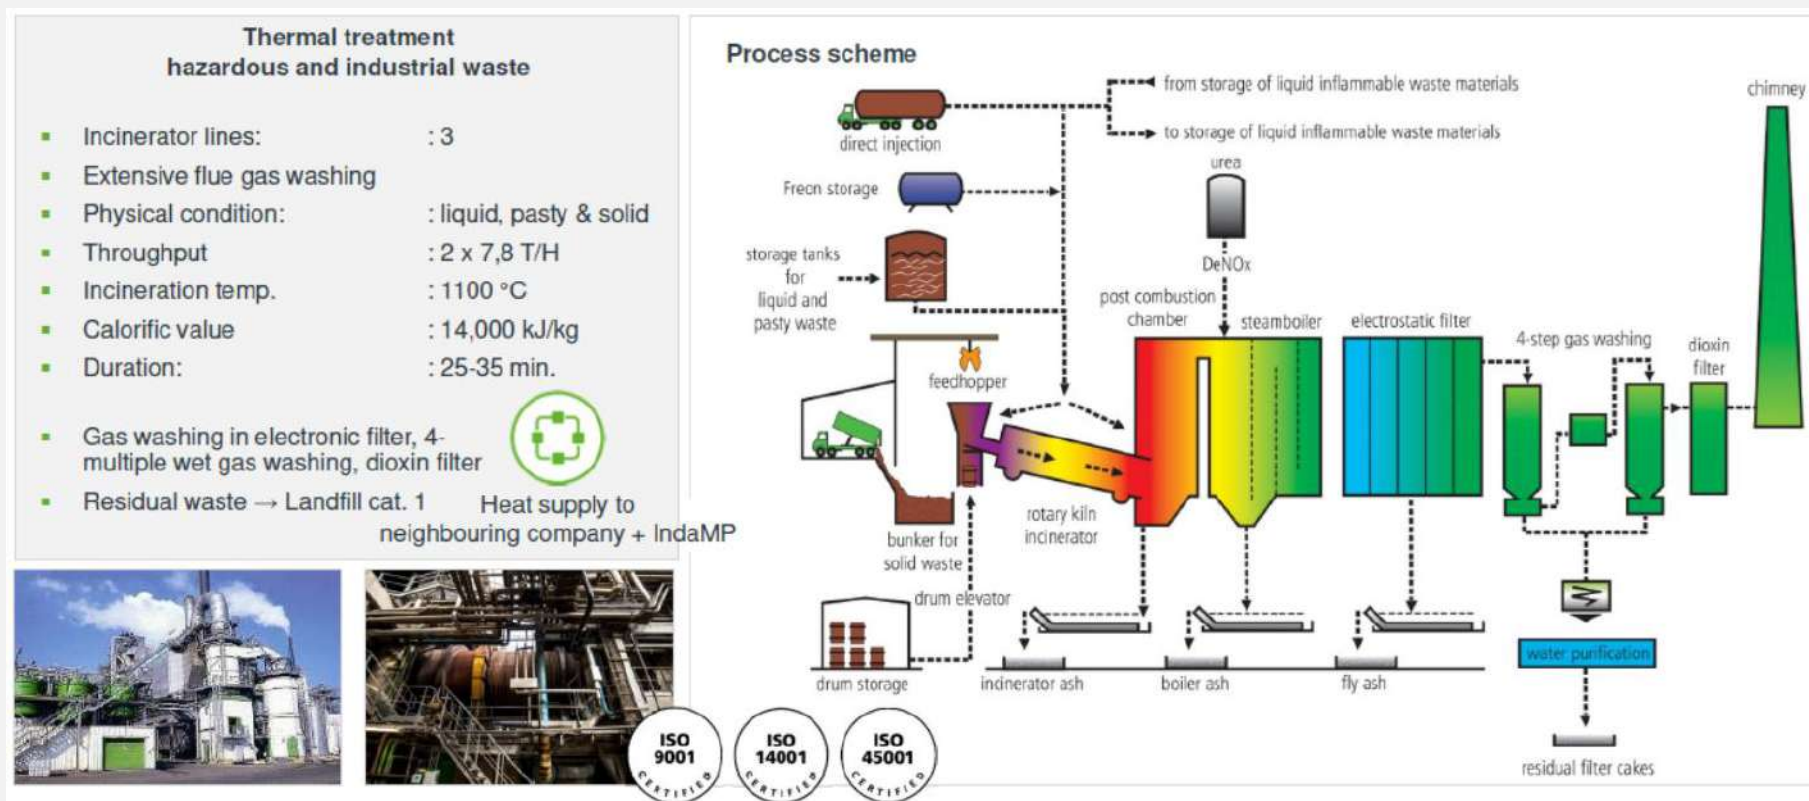 Thermal treatment
hazardous and industrial waste
▪ Incinerator lines: : 3
▪ Extensive flue gas washing
▪ Physical condition: : liquid, pasty & solid
▪ Throughput : 2 x 7,8 T/H
▪ Incineration temp. : 1100 °C
▪ Calorific value : 14,000 kJ/kg
▪ Duration: : 25-35 min.
▪ Gas washing in electronic filter, 4-
multiple wet gas washing, dioxin filter
▪ Residual waste → Landfill cat. 1
Heat supply to
neighbouring company + IndaMP
Process scheme
from storage of liquid inflammable waste materials
chimney
to storage of liquid inflammable waste materials
direct injection
urea
Freon storage
storage tanks
for
liquid and
pasty waste
DeNOx
post combustion
chamber
steamboiler
electrostatic filter
4-step gas washing
dioxin
filter
feedhopper
rotary kiln
incinerator
bunker for
solid waste
drum elevator
water purification
drum storage
incinerator ash
boiler ash
fly ash
residual filter cakes
ISO
9001
CERTIFIED
ISO
14001
CERTIFIED
ISO
45001
CERTIFIED